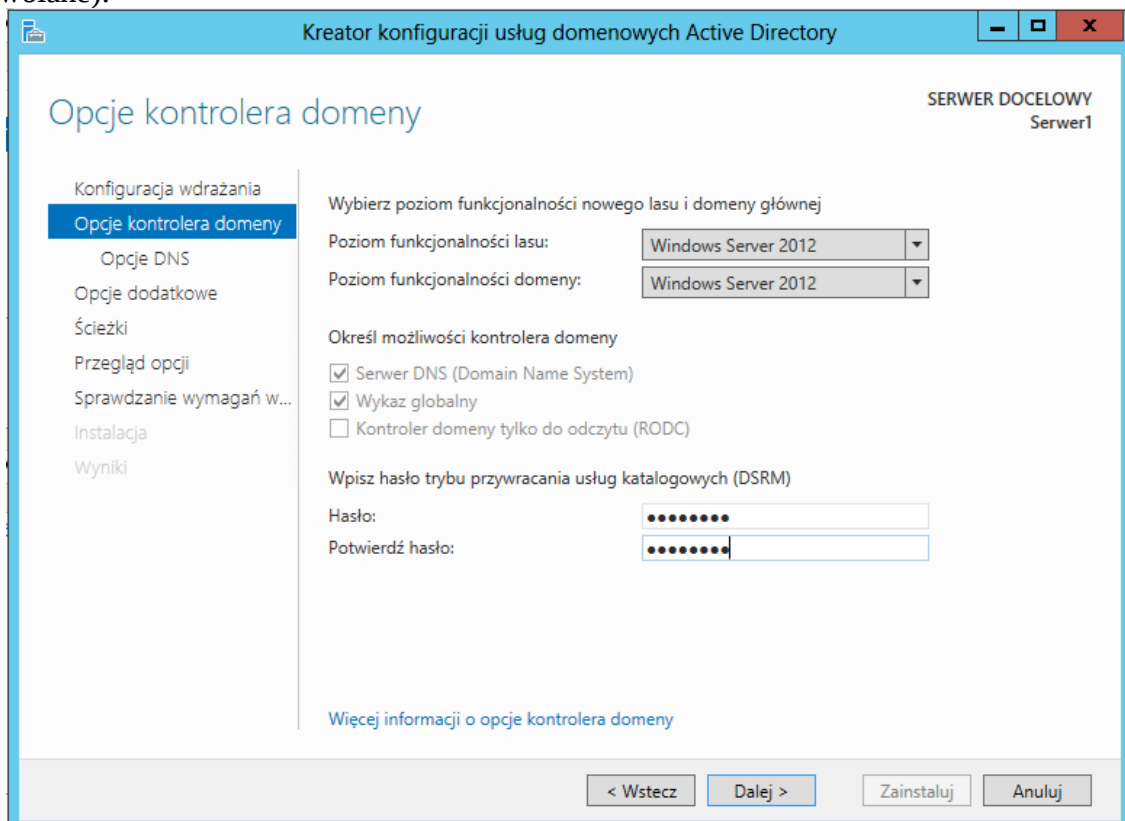 Kreator konfiguracji usług domenowych Active Directory
Opcje kontrolera domeny
SERWER DOCELOWY
Serwer1
Konfiguracja wdrażania
Opcje kontrolera domeny
Opcje DNS
Opcje dodatkowe
Ścieżki
Przegląd opcji
Sprawdzanie wymagań w...
Instalacja
Wyniki
Wybierz poziom funkcjonalności nowego lasu i domeny głównej
Poziom funkcjonalności lasu: Windows Server 2012
Poziom funkcjonalności domeny: Windows Server 2012
Określ możliwości kontrolera domeny
Serwer DNS (Domain Name System)
Wykaz globalny
Kontroler domeny tylko do odczytu (RODC)
Wpisz hasło trybu przywracania usług katalogowych (DSRM)
Hasło: ●●●●●●●●
Potwierdź hasło: ●●●●●●●●
Więcej informacji o opcje kontrolera domeny
< Wstecz Dalej > Zainstaluj Anuluj